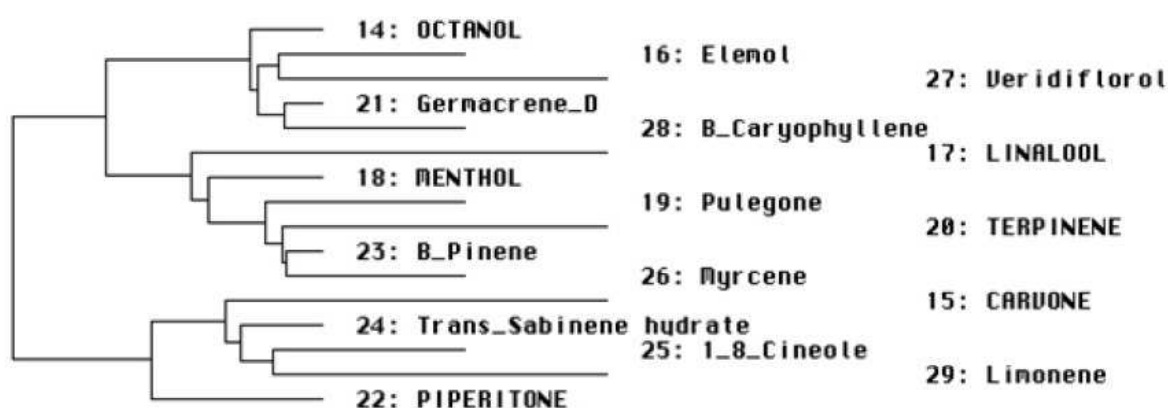 14: OCTANOL
16: Elemol
27: Veridiflorol
21: Germacrene_D
28: B_Caryophyllene
17: LINALOOL
18: MENTHOL
19: Pulegone
20: TERPINENE
23: B_Pinene
26: Myrcene
15: CARVONE
24: Trans_Sabinene hydrate
25: 1_8_Cineole
29: Limonene
22: PIPERITONE